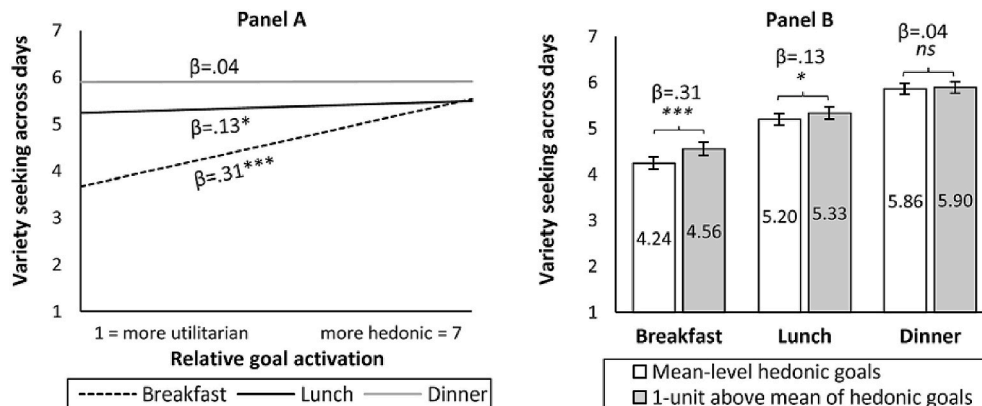 Panel A
Variety seeking across days
7
6
5
4
3
2
1
β=.04
β=.13*
β=.31***
1 = more utilitarian
more hedonic = 7
Relative goal activation
Breakfast
Lunch
Dinner
Panel B
Variety seeking across days
7
6
5
4
3
2
1
β=.31
***
β=.13
*
β=.04
ns
4.24
4.56
5.20
5.33
5.86
5.90
Breakfast
Lunch
Dinner
Mean-level hedonic goals
1-unit above mean of hedonic goals